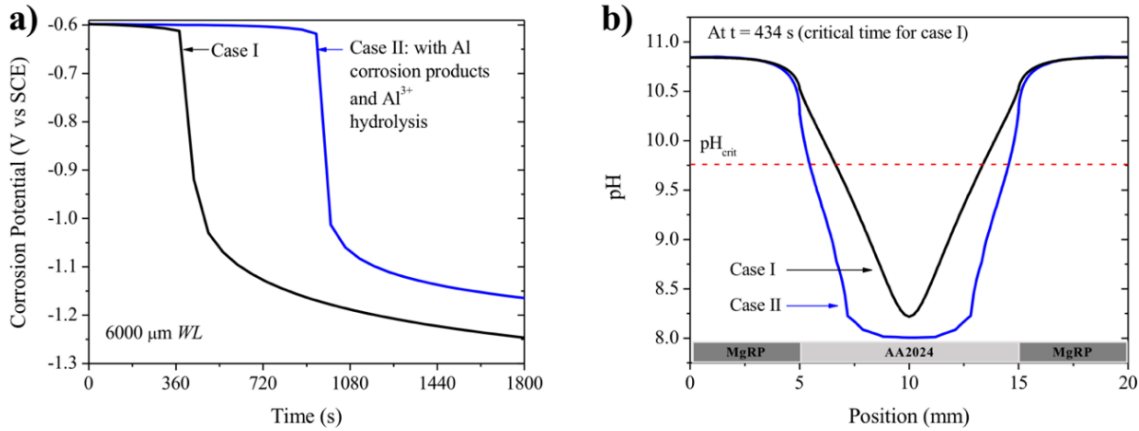 a)
Corrosion Potential (V vs SCE)
-0.6
-0.7
-0.8
-0.9
-1.0
-1.1
-1.2
-1.3
Case I
Case II: with Al
corrosion products
and Al³⁺
hydrolysis
6000 μm WL
0 360 720 1080 1440 1800
Time (s)
b)
At t = 434 s (critical time for case I)
pH
11.0
10.5
10.0
9.5
9.0
8.5
8.0
pHcrit
Case I
Case II
MgRP AA2024 MgRP
0 5 10 15 20
Position (mm)